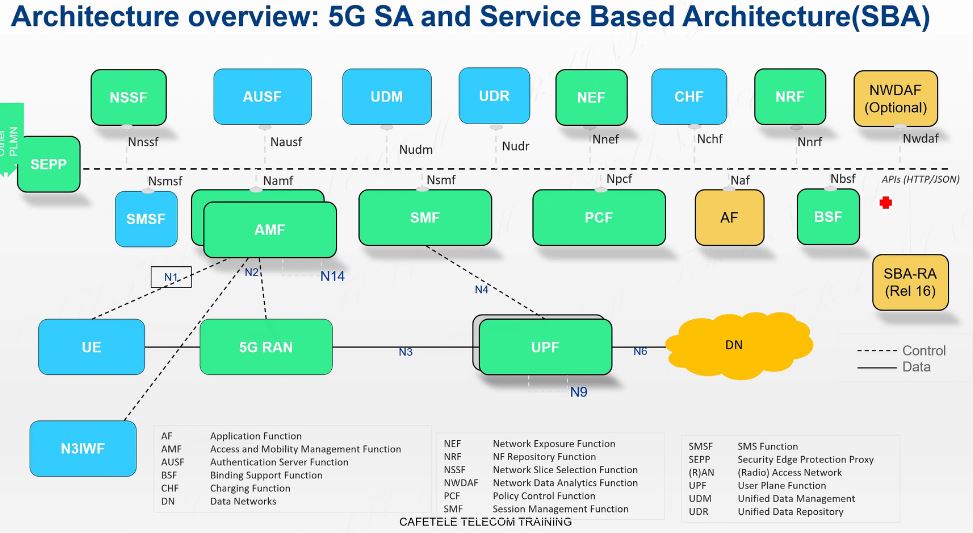 Architecture overview: 5G SA and Service Based Architecture(SBA)
NSSF
AUSF
UDM
UDR
NEF
CHF
NRF
NWDAF
(Optional)
Other
PLMN
SEPP
Nnssf
Nausf
Nudm
Nudr
Nnef
Nchf
Nnrf
Nwdaf
Nsmsf
Namf
Nsmf
Npcf
Naf
Nbsf
APIs (HTTP/JSON)
SMSF
AMF
SMF
PCF
AF
BSF
N1
N2
N14
N4
SBA-RA
(Rel 16)
UE
5G RAN
N3
UPF
N6
DN
Control
Data
N9
N3IWF
AF Application Function
AMF Access and Mobility Management Function
AUSF Authentication Server Function
BSF Binding Support Function
CHF Charging Function
DN Data Networks
NEF Network Exposure Function
NRF NF Repository Function
NSSF Network Slice Selection Function
NWDAF Network Data Analytics Function
PCF Policy Control Function
SMF Session Management Function
SMSF SMS Function
SEPP Security Edge Protection Proxy
(R)AN (Radio) Access Network
UPF User Plane Function
UDM Unified Data Management
UDR Unified Data Repository
CAFETELE TELECOM TRAINING